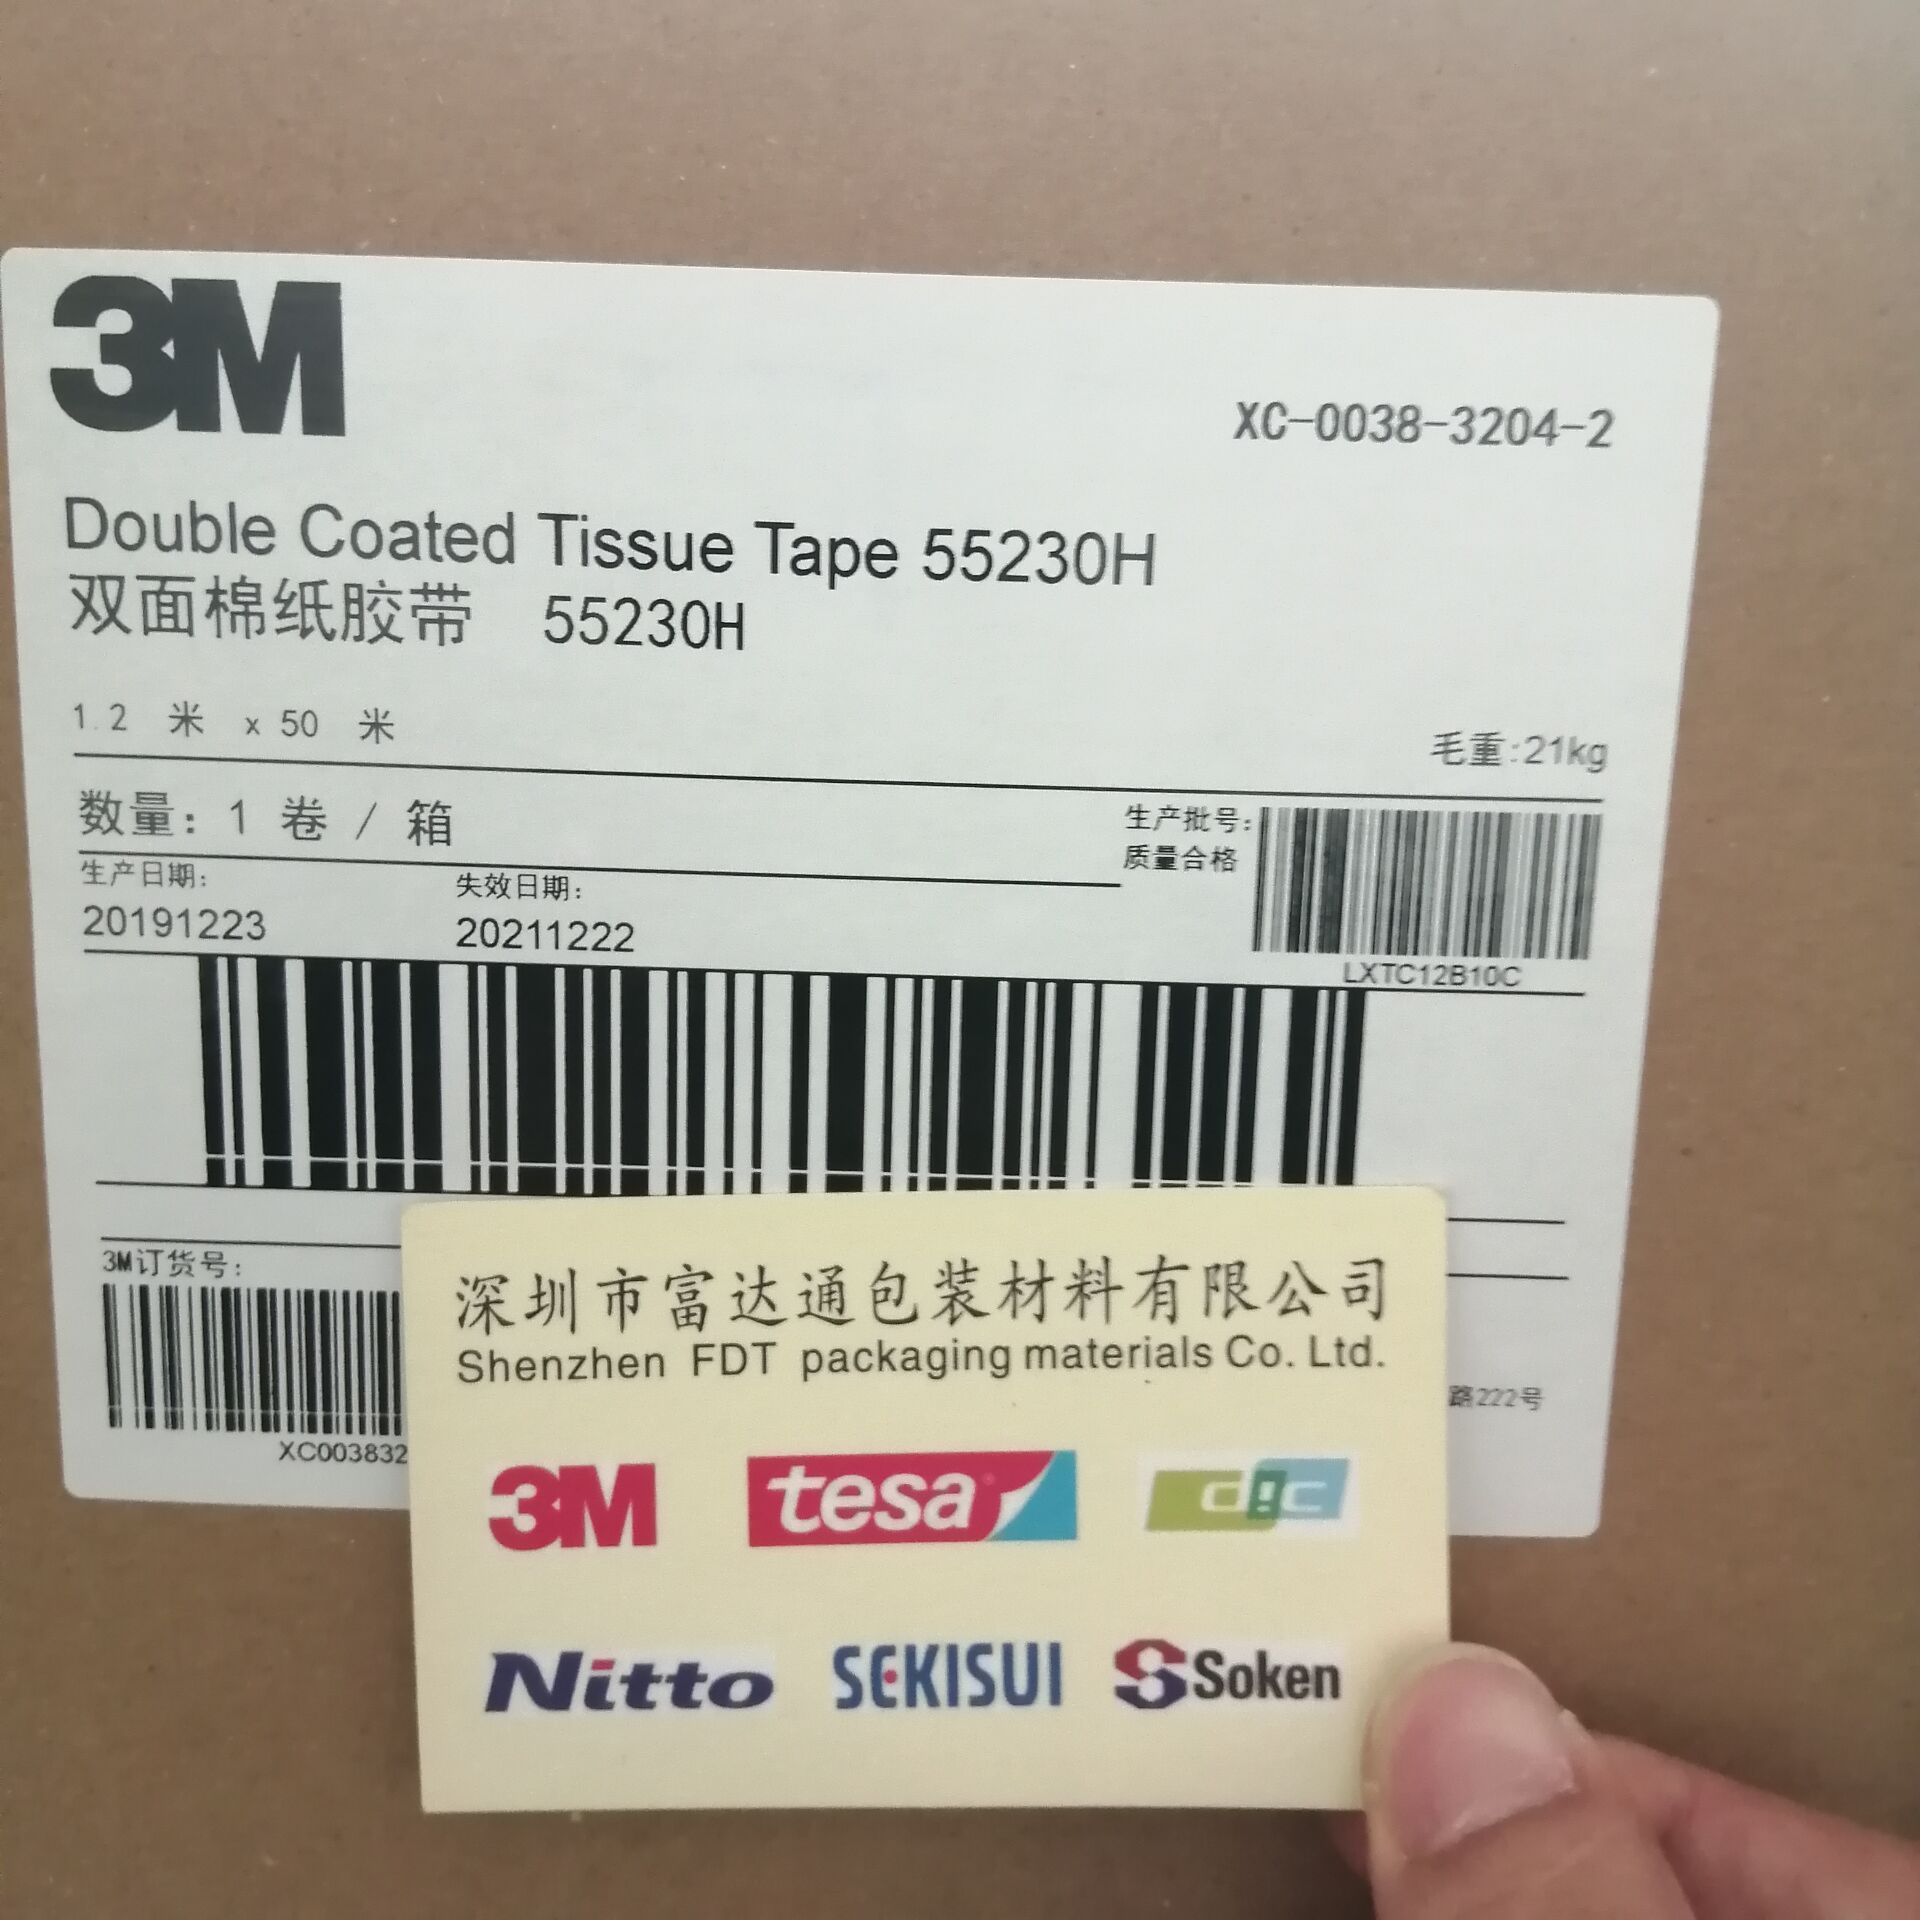 3M
XC-0038-3204-2
Double Coated Tissue Tape 55230H
双面棉纸胶带 55230H
1.2 米 x 50 米
毛重:21kg
数量: 1 卷 / 箱
生产批号:
质量合格
生产日期:
失效日期:
20191223
20211222
LXTC12B10C
3M订货号:
XC003832
路222号
深圳市富达通包装材料有限公司
Shenzhen FDT packaging materials Co. Ltd.
3M tesa dic
Nitto SEKISUI Soken